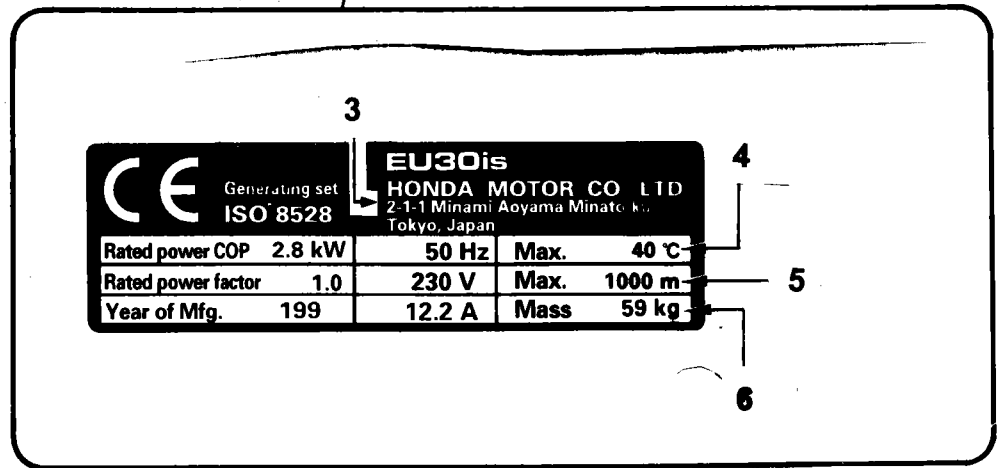 3
EU30is
4
CE Generating set HONDA MOTOR CO LTD
ISO 8528 2-1-1 Minami Aoyama Minato ku
Tokyo, Japan
Rated power COP 2.8 kW 50 Hz Max. 40 °C
Rated power factor 1.0 230 V Max. 1000 m 5
Year of Mfg. 199 12.2 A Mass 59 kg
6